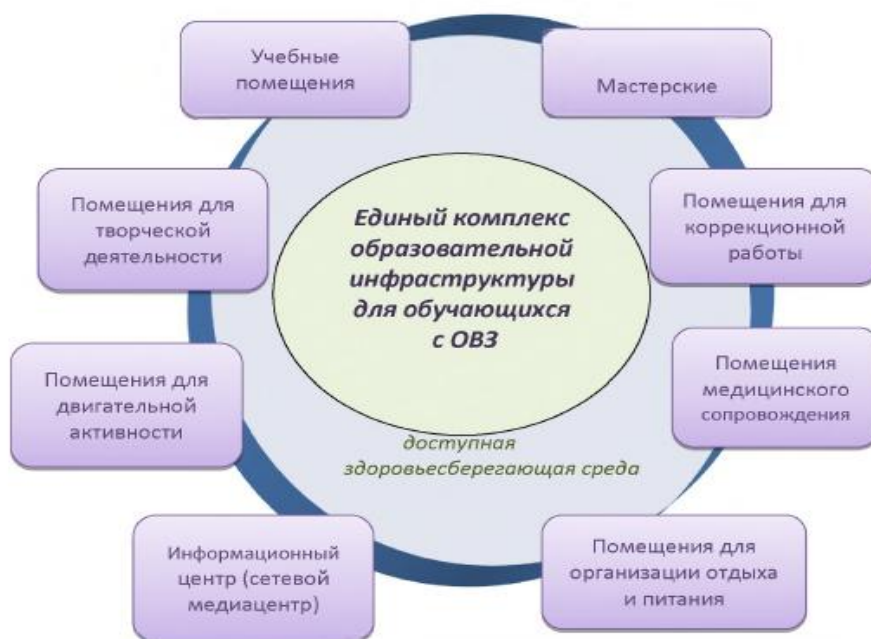 Учебные
помещения
Мастерские
Помещения для
творческой
деятельности
Единый комплекс
образовательной
инфраструктуры
для обучающихся
с ОВЗ
Помещения для
коррекционной
работы
Помещения для
двигательной
активности
Помещения
медицинского
сопровождения
доступная
здоровьесберегающая среда
Информационный
центр (сетевой
медиацентр)
Помещения для
организации отдыха
и питания